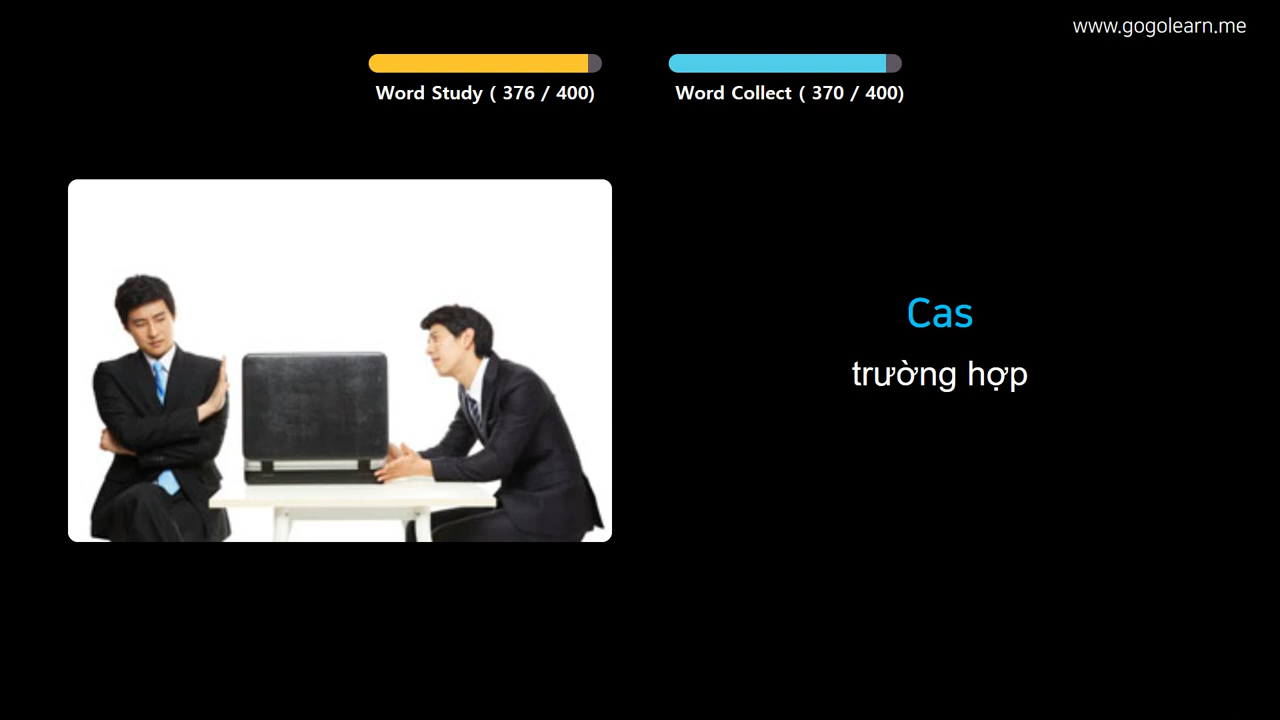 www.gogolearn.me
Word Study ( 376 / 400)
Word Collect ( 370 / 400)
Cas
trường hợp